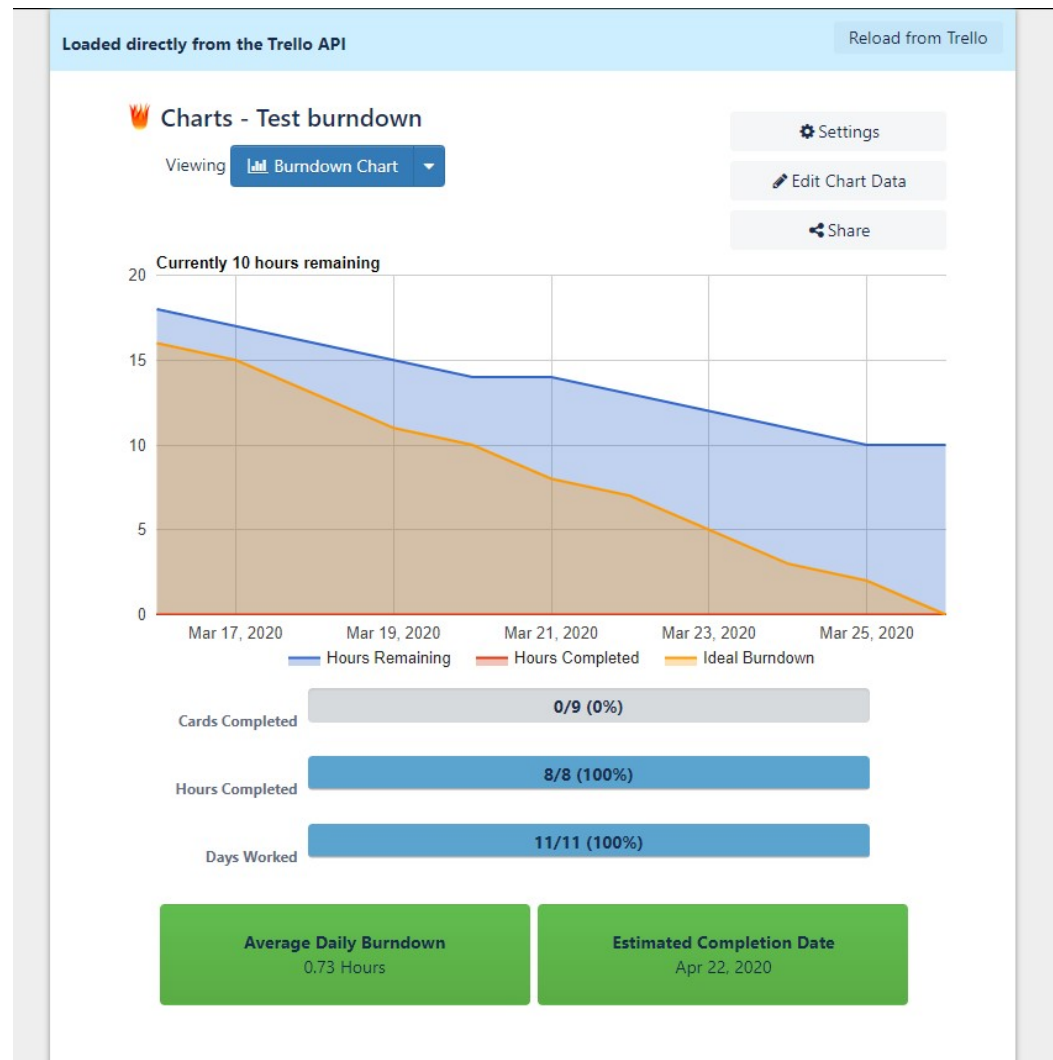 Loaded directly from the Trello API
Reload from Trello
Charts - Test burndown
Settings
Viewing Burndown Chart
Edit Chart Data
Share
Currently 10 hours remaining
20
15
10
5
0
Mar 17, 2020 Mar 19, 2020 Mar 21, 2020 Mar 23, 2020 Mar 25, 2020
Hours Remaining Hours Completed Ideal Burndown
Cards Completed 0/9 (0%)
Hours Completed 8/8 (100%)
Days Worked 11/11 (100%)
Average Daily Burndown
0.73 Hours
Estimated Completion Date
Apr 22, 2020